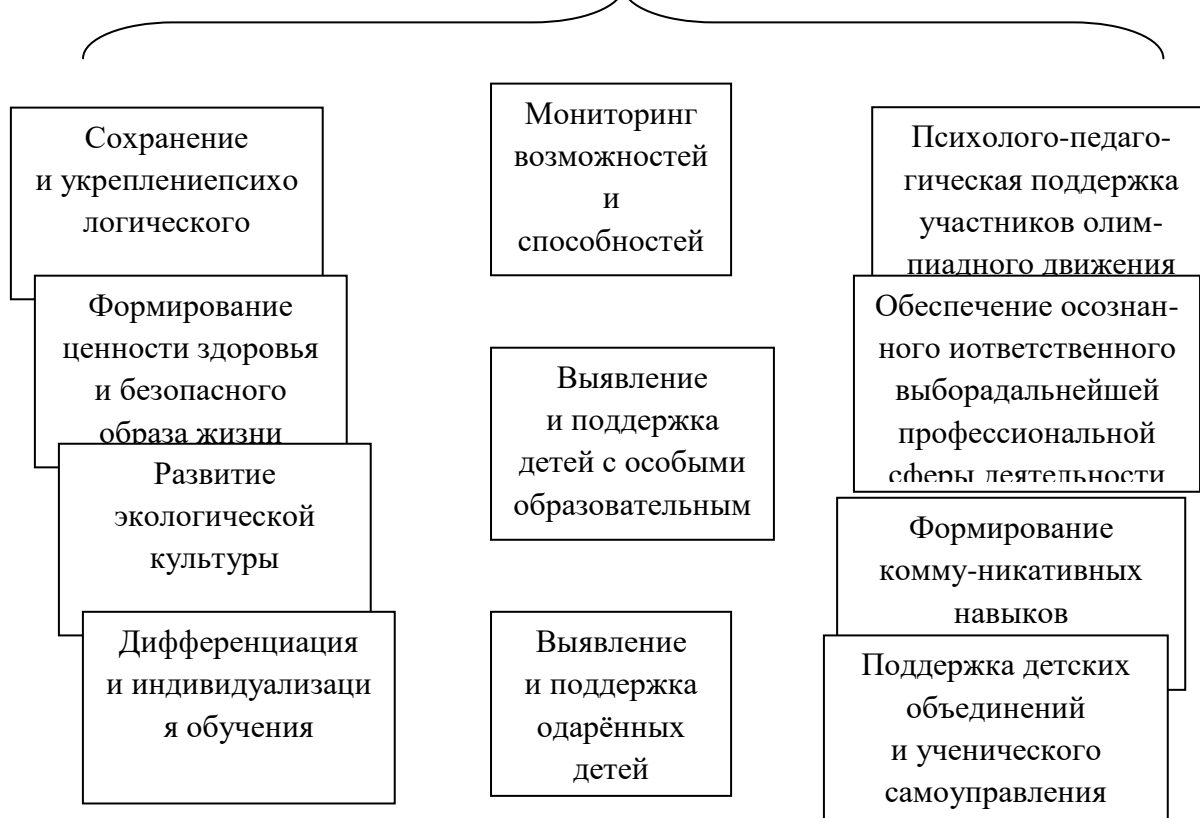 Сохранение
и укреплениепсихо
логического
Формирование
ценности здоровья
и безопасного
образа жизни
Развитие
экологической
культуры
Дифференциация
и индивидуализаци
я обучения
Мониторинг
возможностей
и
способностей
Выявление
и поддержка
детей с особыми
образовательным
Выявление
и поддержка
одарённых
детей
Психолого-педаго-
гическая поддержка
участников олим-
пиадного движения
Обеспечение осознан-
ного иответственного
выборадальнейшей
профессиональной
сферы деятельности
Формирование
комму-никативных
навыков
Поддержка детских
объединений
и ученического
самоуправления